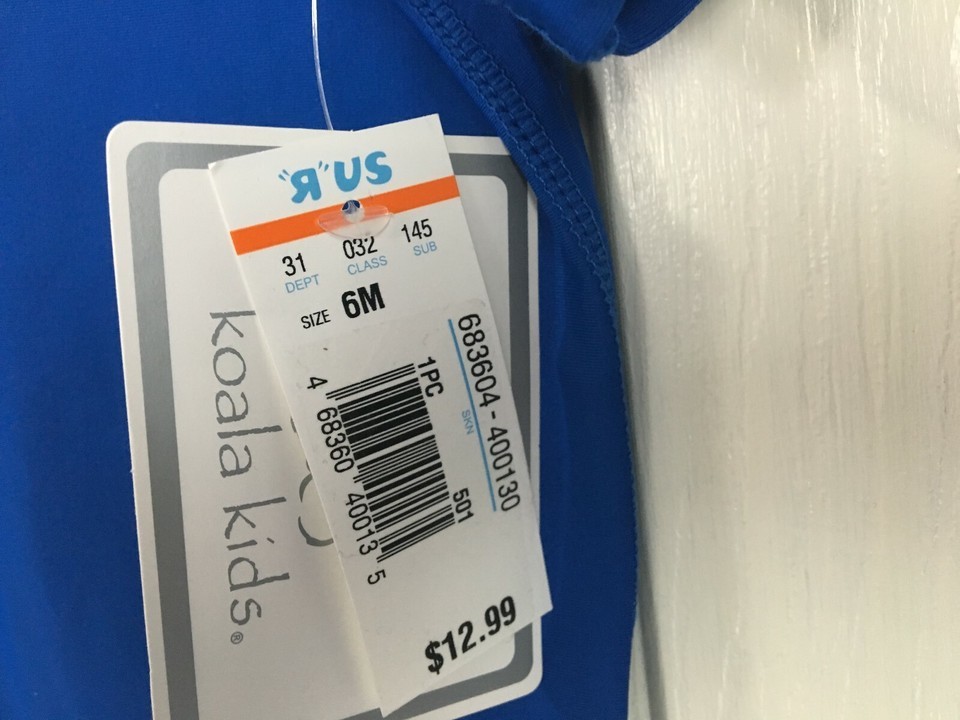 "R" US
31 032 145
DEPT CLASS SUB
SIZE 6M
683604-400130
SKN
1PC
501
4 68360 40013 5
$12.99
koala kids®